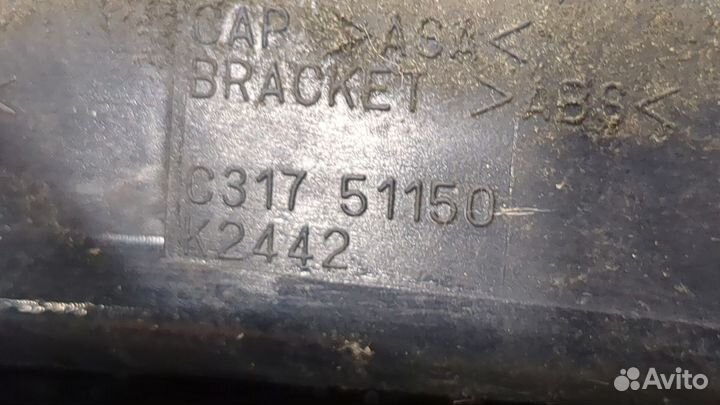 CAP >ASA<
BRACKET >ABS<
<
C317 51150
K2442
Avito